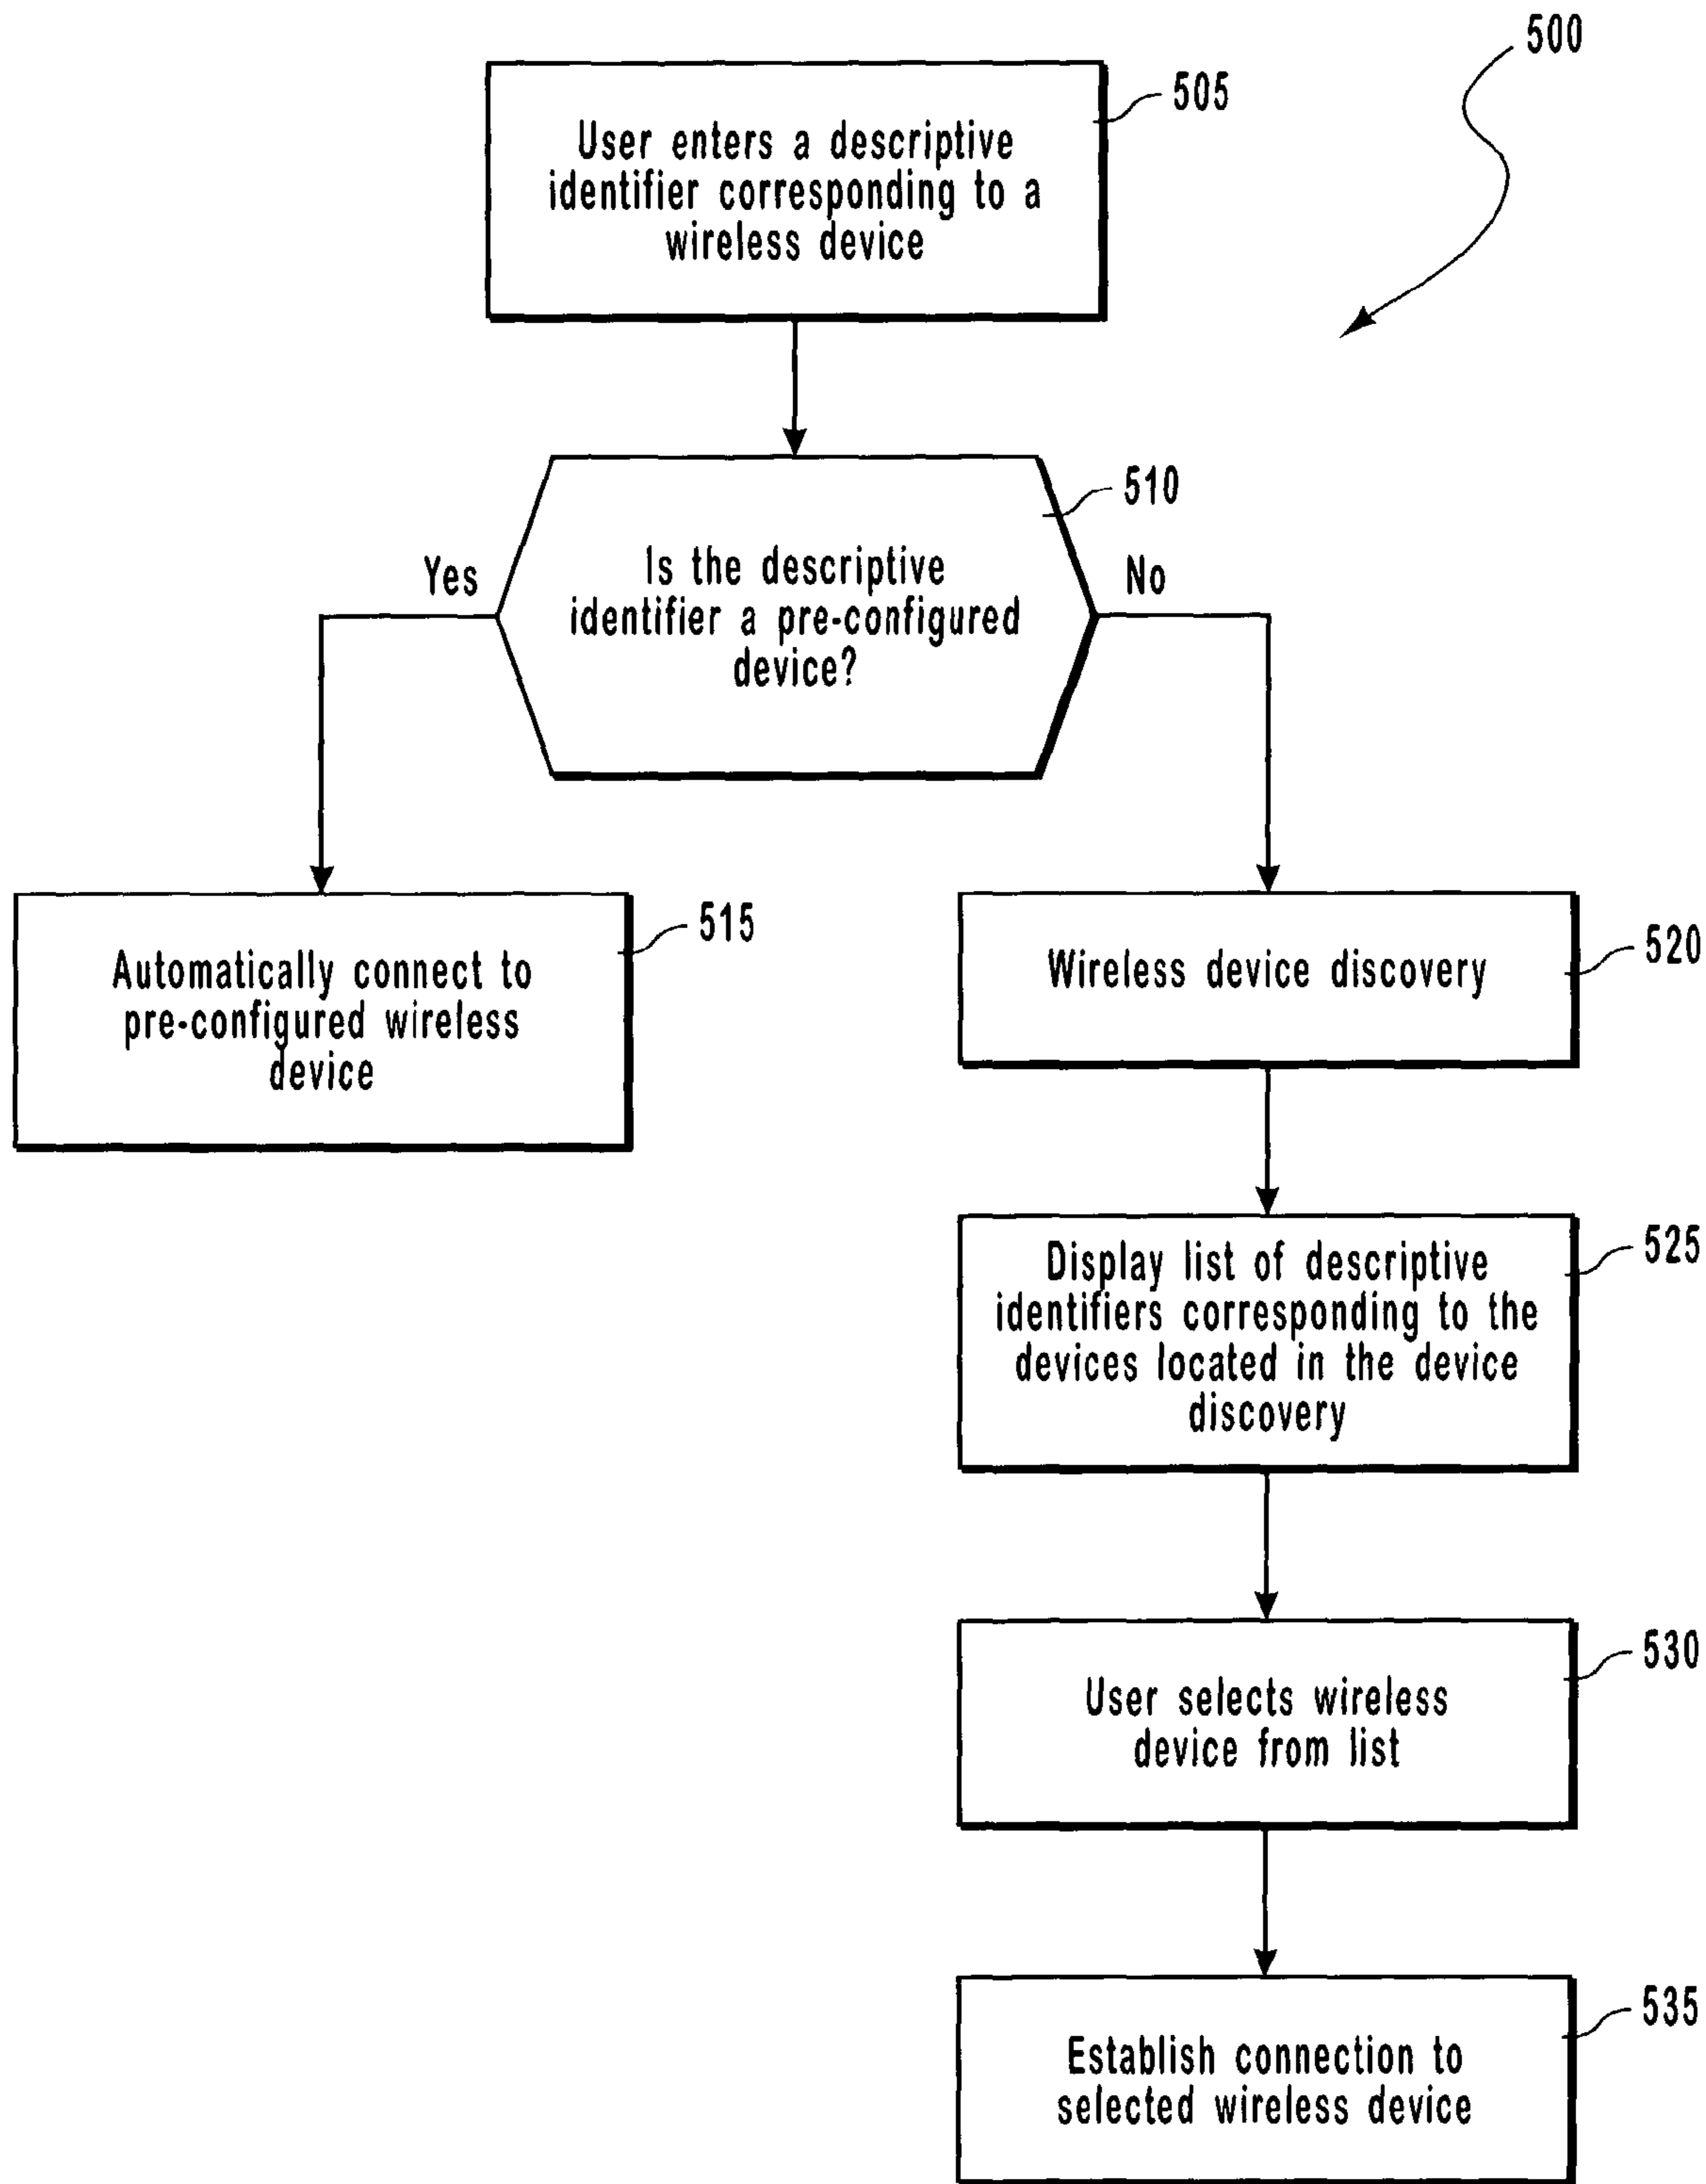 500
505
User enters a descriptive
identifier corresponding to a
wireless device
510
Yes
No
Is the descriptive
identifier a pre-configured
device?
515
Automatically connect to
pre-configured wireless
device
520
Wireless device discovery
525
Display list of descriptive
identifiers corresponding to the
devices located in the device
discovery
530
User selects wireless
device from list
535
Establish connection to
selected wireless device